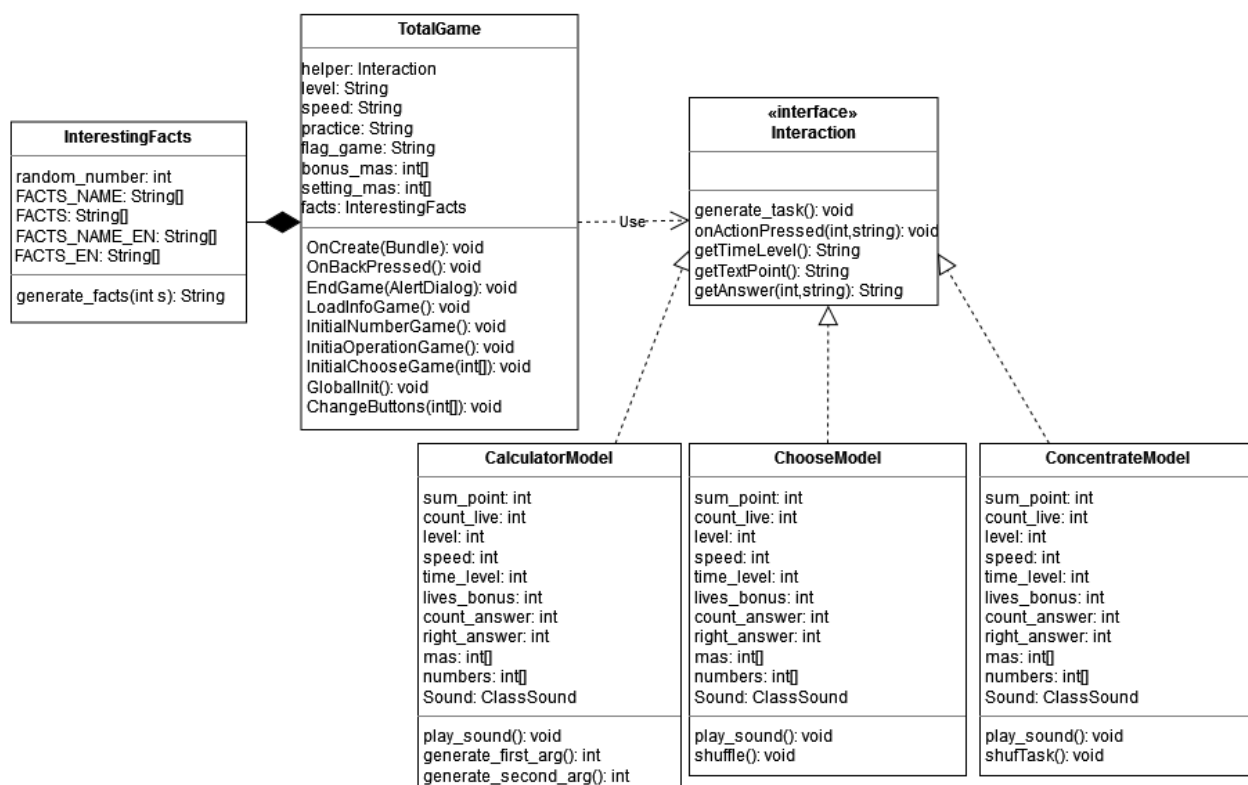 TotalGame
helper: Interaction
level: String
speed: String
practice: String
flag_game: String
bonus_mas: int[]
setting_mas: int[]
facts: InterestingFacts
OnCreate(Bundle): void
OnBackPressed(): void
EndGame(AlertDialog): void
LoadInfoGame(): void
InitialNumberGame(): void
InitiaOperationGame(): void
InitialChooseGame(int[]): void
GlobalInit(): void
ChangeButtons(int[]): void
InterestingFacts
random_number: int
FACTS_NAME: String[]
FACTS: String[]
FACTS_NAME_EN: String[]
FACTS_EN: String[]
generate_facts(int s): String
Use
«interface»
Interaction
generate_task(): void
onActionPressed(int,string): void
getTimeLevel(): String
getTextPoint(): String
getAnswer(int,string): String
CalculatorModel
sum_point: int
count_live: int
level: int
speed: int
time_level: int
lives_bonus: int
count_answer: int
right_answer: int
mas: int[]
numbers: int[]
Sound: ClassSound
play_sound(): void
generate_first_arg(): int
generate_second_arg(): int
ChooseModel
sum_point: int
count_live: int
level: int
speed: int
time_level: int
lives_bonus: int
count_answer: int
right_answer: int
mas: int[]
numbers: int[]
Sound: ClassSound
play_sound(): void
shuffle(): void
ConcentrateModel
sum_point: int
count_live: int
level: int
speed: int
time_level: int
lives_bonus: int
count_answer: int
right_answer: int
mas: int[]
numbers: int[]
Sound: ClassSound
play_sound(): void
shufTask(): void